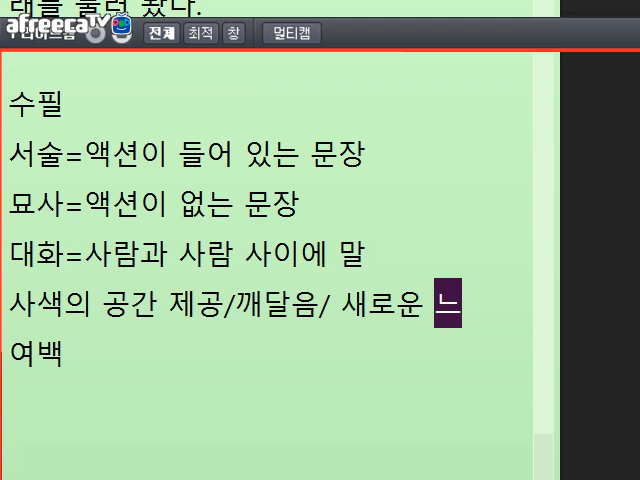 afreecaTV
전체 최적 창 멀티캠
수필
서술=액션이 들어 있는 문장
묘사=액션이 없는 문장
대화=사람과 사람 사이에 말
사색의 공간 제공/깨달음/ 새로운 느
여백